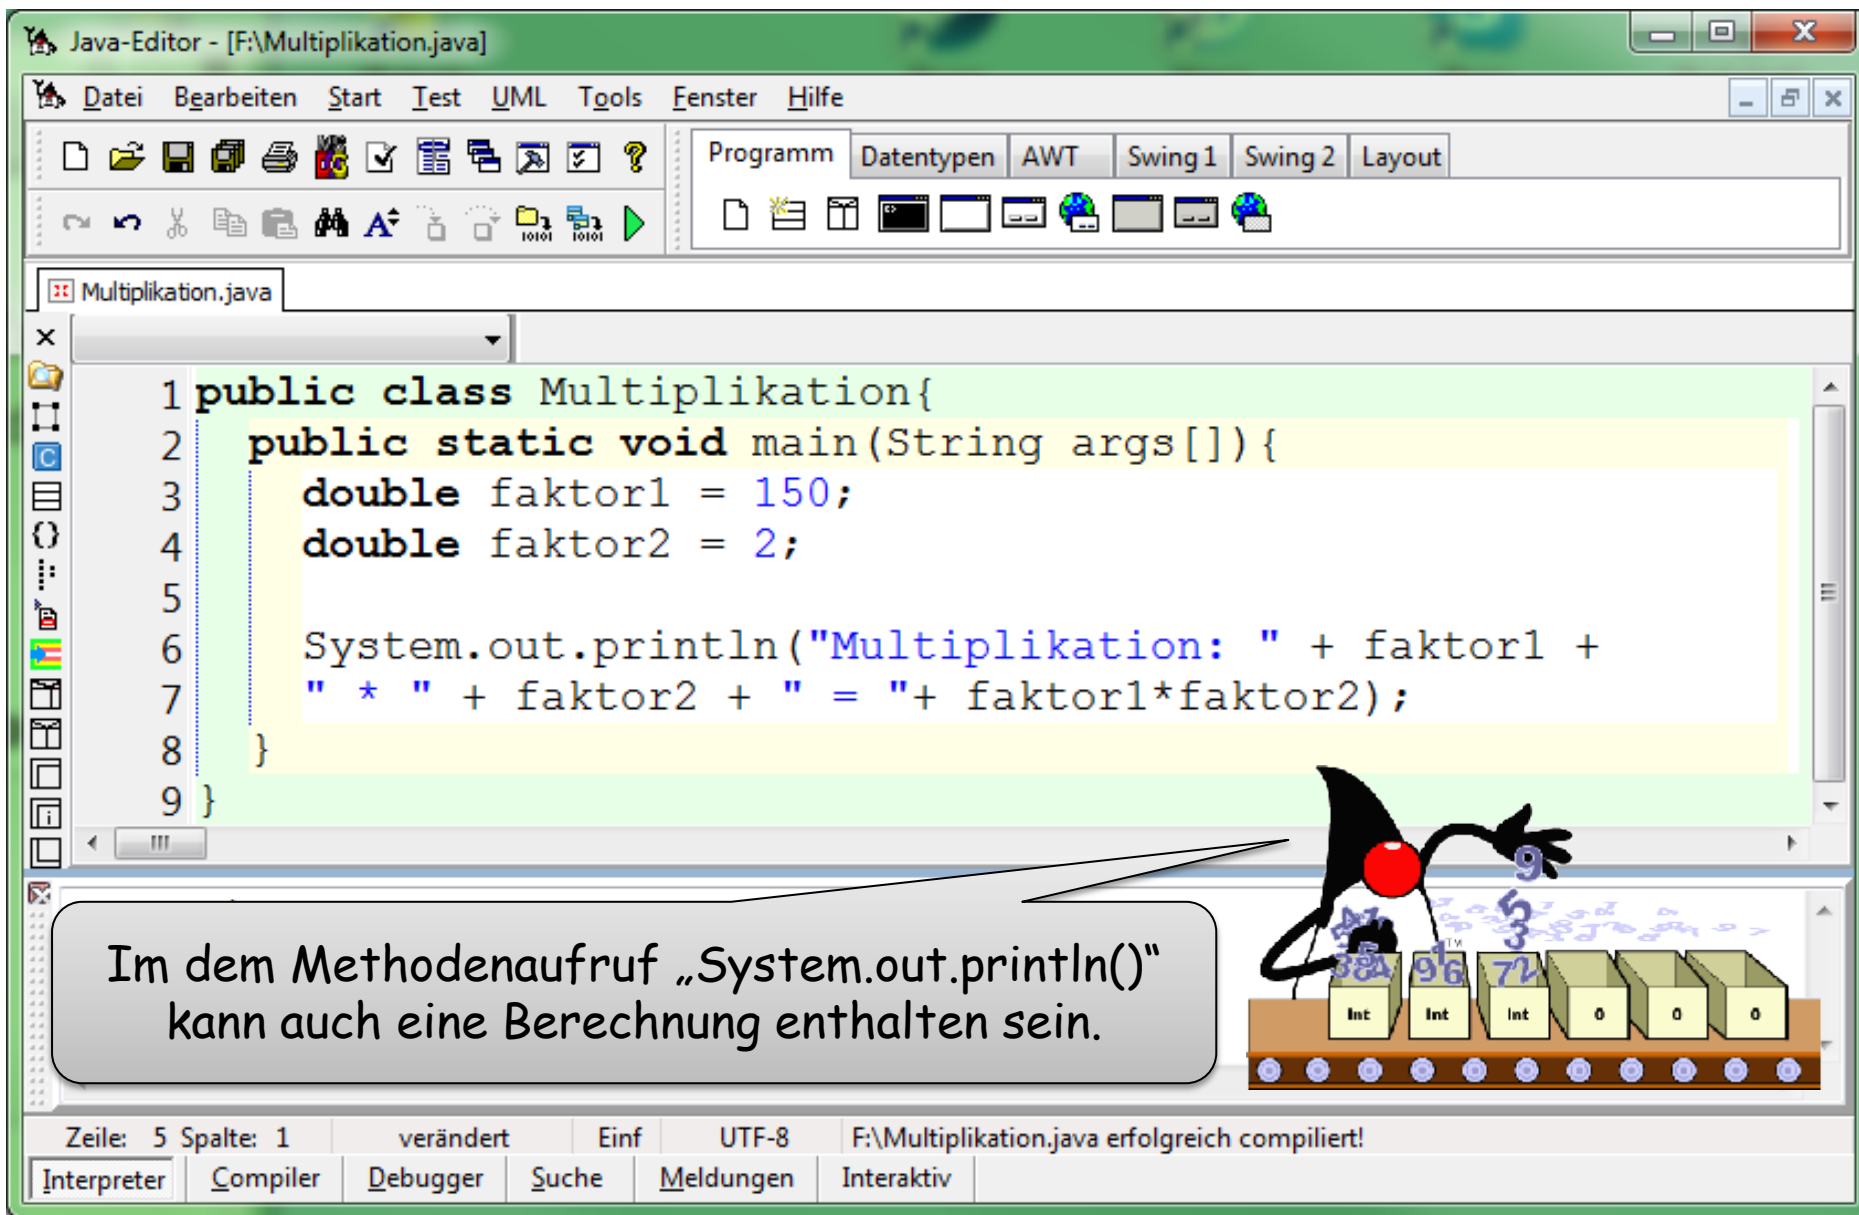 Java-Editor - [F:\Multiplikation.java]
Datei Bearbeiten Start Test UML Tools Fenster Hilfe
Programm Datentypen AWT Swing 1 Swing 2 Layout
Multiplikation.java
1 public class Multiplikation{
2 public static void main(String args[]){
3 double faktor1 = 150;
4 double faktor2 = 2;
5
6 System.out.println("Multiplikation: " + faktor1 +
7 " * " + faktor2 + " = "+ faktor1*faktor2);
8 }
9 }
Im dem Methodenaufruf „System.out.println()“
kann auch eine Berechnung enthalten sein.
Int Int Int 0 0 0
Zeile: 5 Spalte: 1 verändert Einf UTF-8 F:\Multiplikation.java erfolgreich compiliert!
Interpreter Compiler Debugger Suche Meldungen Interaktiv